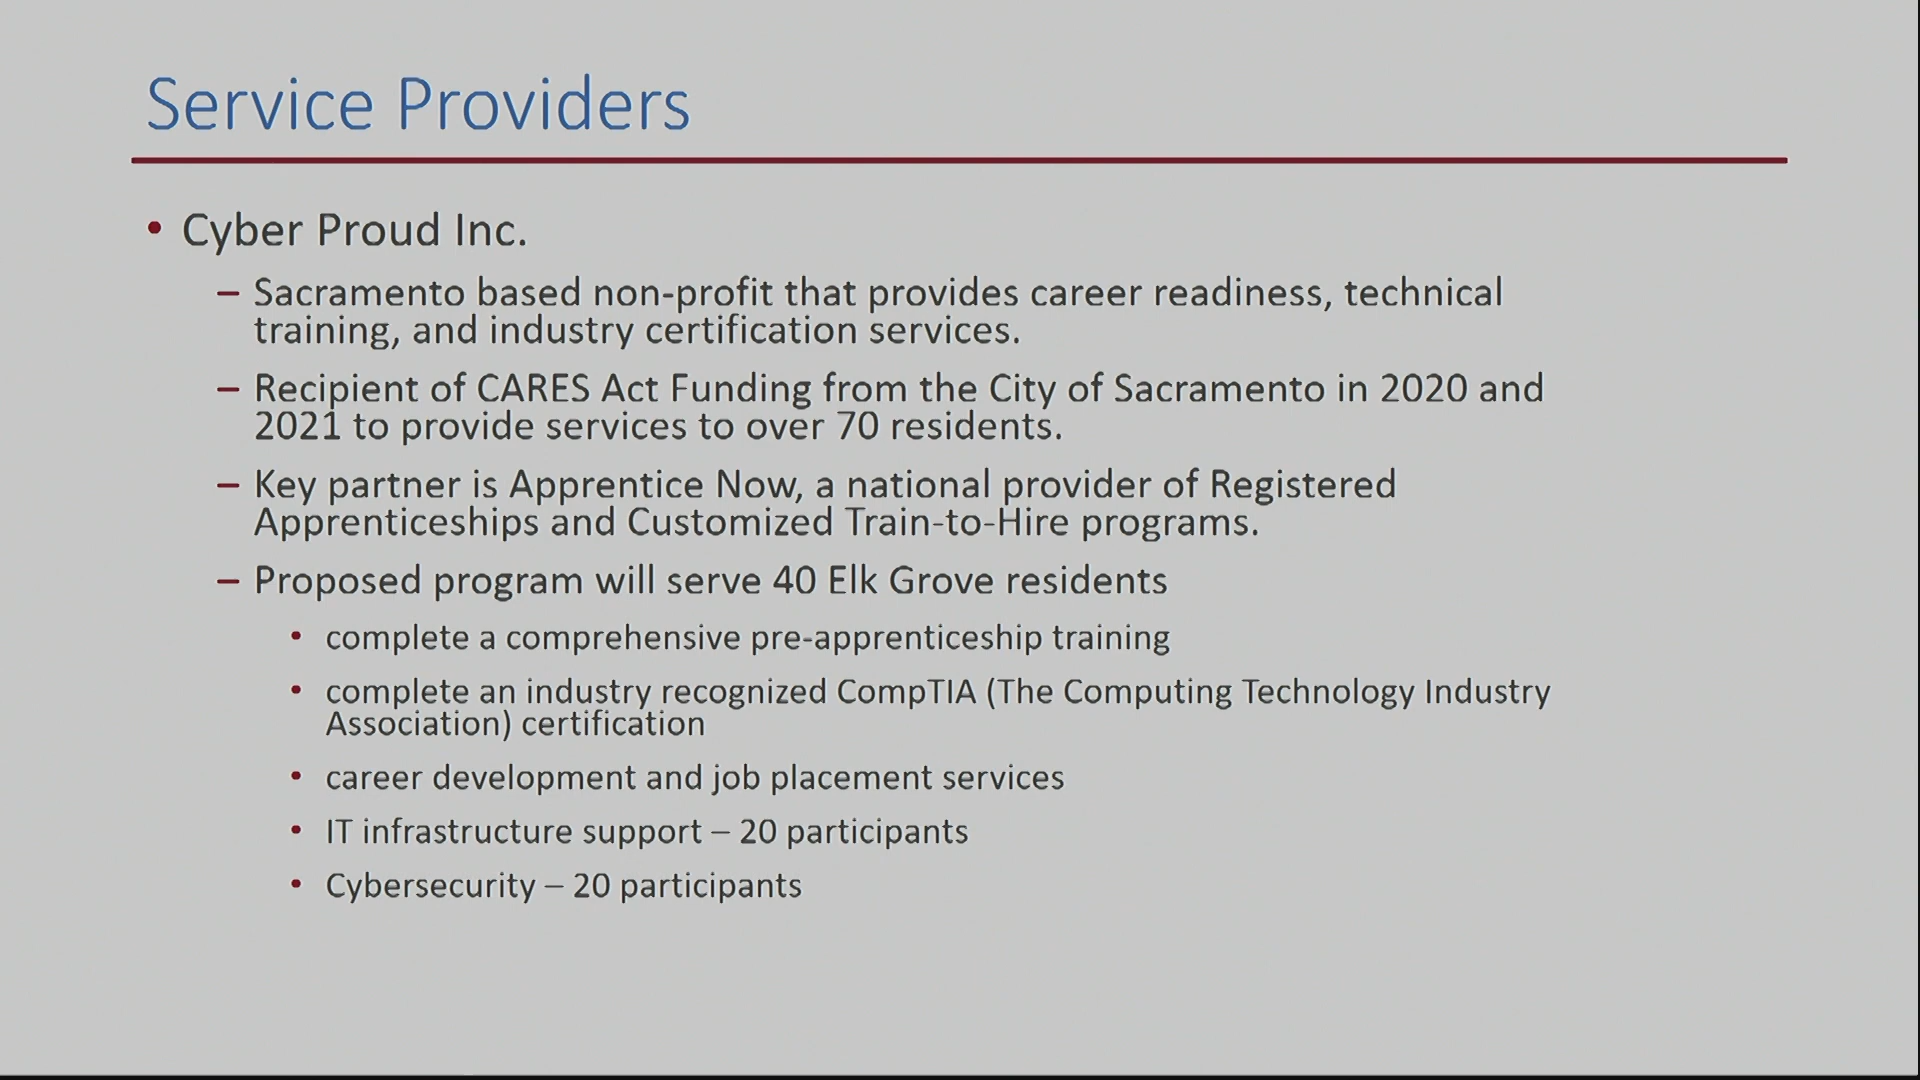 Service Providers
• Cyber Proud Inc.
– Sacramento based non-profit that provides career readiness, technical
training, and industry certification services.
– Recipient of CARES Act Funding from the City of Sacramento in 2020 and
2021 to provide services to over 70 residents.
– Key partner is Apprentice Now, a national provider of Registered
Apprenticeships and Customized Train-to-Hire programs.
– Proposed program will serve 40 Elk Grove residents
• complete a comprehensive pre-apprenticeship training
• complete an industry recognized CompTIA (The Computing Technology Industry
Association) certification
• career development and job placement services
• IT infrastructure support – 20 participants
• Cybersecurity – 20 participants